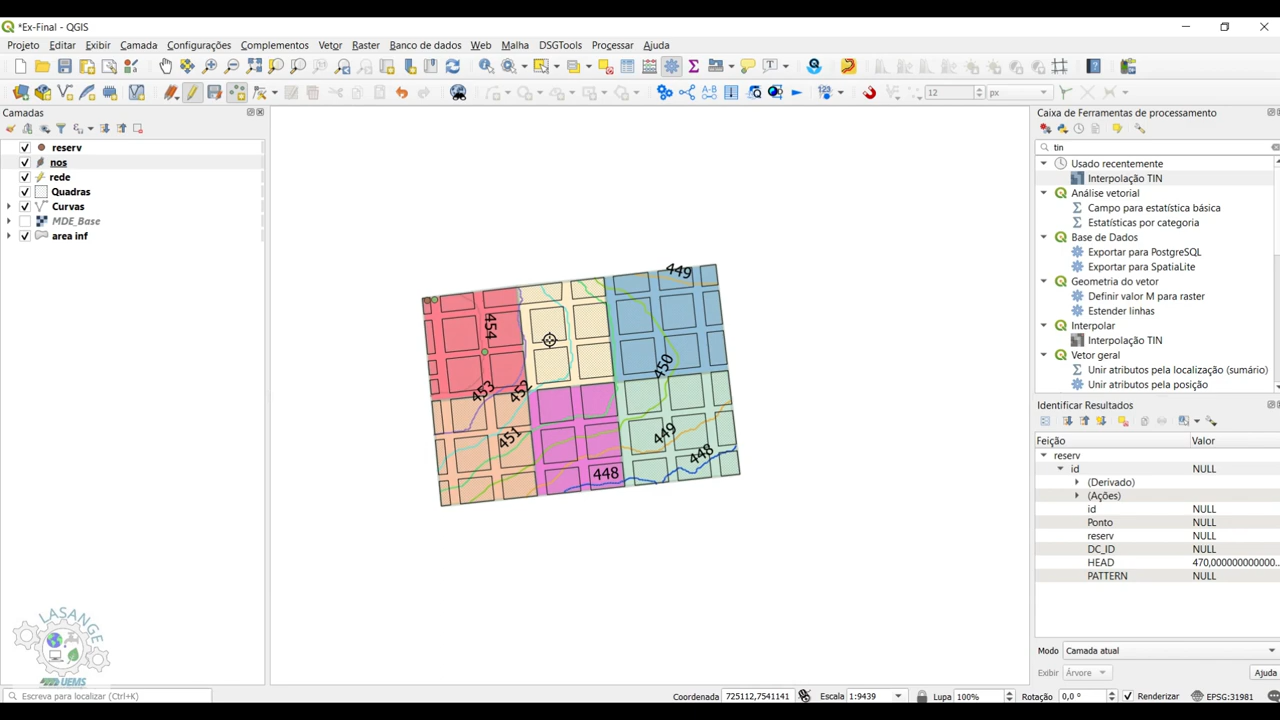 *Ex-Final - QGIS
Projeto Editar Exibir Camada Configurações Complementos Vetor Raster Banco de dados Web Malha DSGTools Processar Ajuda
12 px
Camadas
reserv
nos
rede
Quadras
Curvas
MDE_Base
area inf
449
454
450
453
452
451
449
448
448
Caixa de Ferramentas de processamento
tin
Usado recentemente
Interpolação TIN
Análise vetorial
Campo para estatística básica
Estatísticas por categoria
Base de Dados
Exportar para PostgreSQL
Exportar para SpatiaLite
Geometria do vetor
Definir valor M para raster
Estender linhas
Interpolar
Interpolação TIN
Vetor geral
Unir atributos pela localização (sumário)
Unir atributos pela posição
Identificar Resultados
Feição Valor
reserv
id NULL
(Derivado)
(Ações)
id NULL
Ponto NULL
reserv NULL
DC_ID NULL
HEAD 470,000000000000...
PATTERN NULL
Modo Camada atual
Exibir Árvore Ajuda
LASANGE
UEMS
Escreva para localizar (Ctrl+K) Coordenada 725112,7541141 Escala 1:9439 Lupa 100% Rotação 0,0 ° Renderizar EPSG:31981